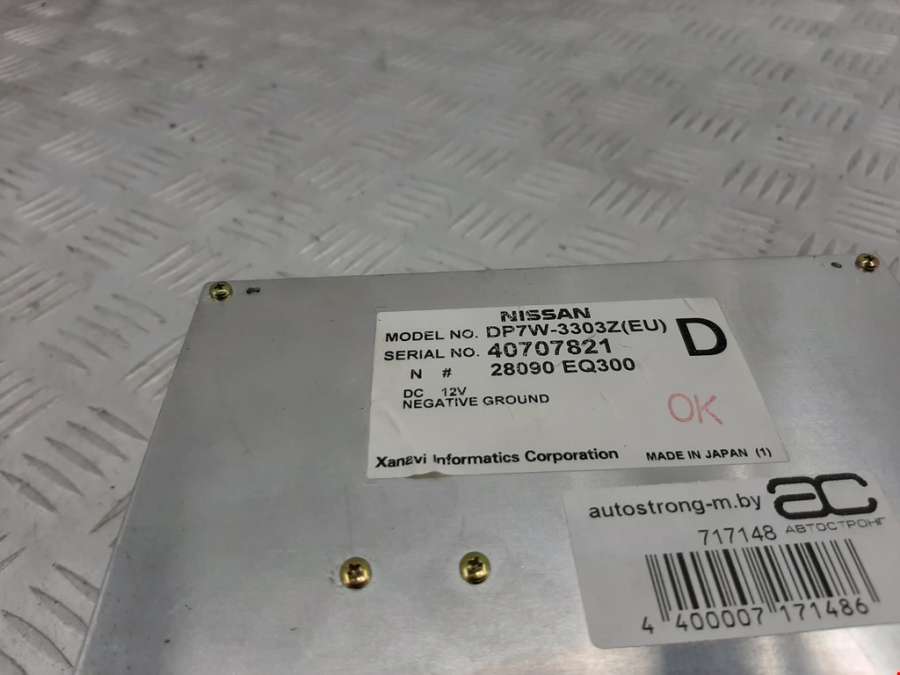 NISSAN
MODEL NO. DP7W-3303Z(EU)
D
SERIAL NO. 40707821
N # 28090 EQ300
DC 12V
NEGATIVE GROUND
OK
Xanavi Informatics Corporation MADE IN JAPAN (1)
autostrong-m.by ac
717148 АВТОСТРОНГ
4 400007 171486